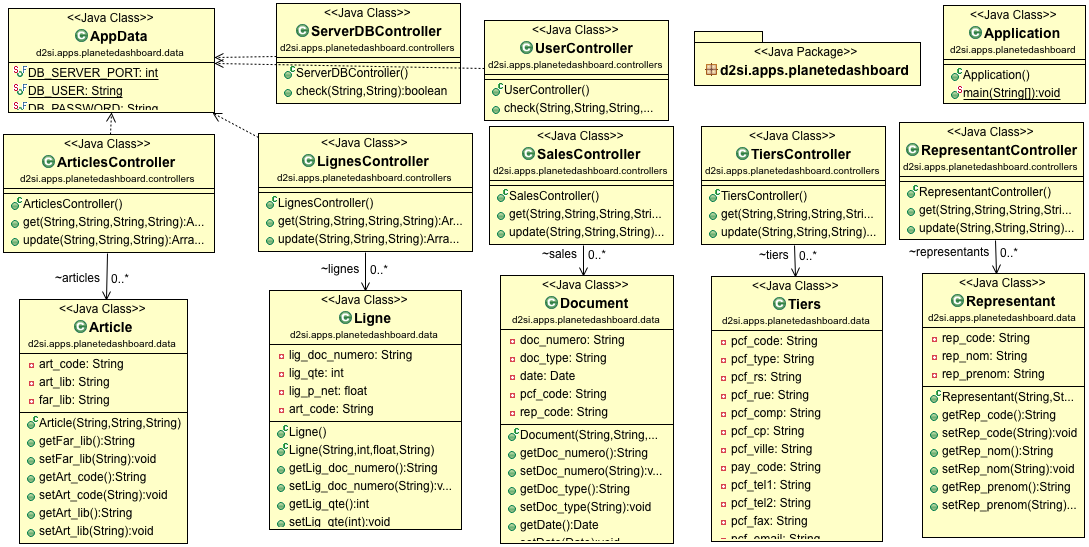 <<Java Class>>
AppData
d2si.apps.planetedashboard.data
DB_SERVER_PORT: int
DB_USER: String
DB_PASSWORD: String
<<Java Class>>
ServerDBController
d2si.apps.planetedashboard.controllers
ServerDBController()
check(String,String):boolean
<<Java Class>>
UserController
d2si.apps.planetedashboard.controllers
UserController()
check(String,String,String,...
<<Java Package>>
d2si.apps.planetedashboard
<<Java Class>>
Application
d2si.apps.planetedashboard
Application()
main(String[]):void
<<Java Class>>
ArticlesController
d2si.apps.planetedashboard.controllers
ArticlesController()
get(String,String,String,String):A...
update(String,String,String):Arra...
<<Java Class>>
LignesController
d2si.apps.planetedashboard.controllers
LignesController()
get(String,String,String,String):Ar...
update(String,String,String):Arra...
<<Java Class>>
SalesController
d2si.apps.planetedashboard.controllers
SalesController()
get(String,String,String,Stri...
update(String,String,String)...
<<Java Class>>
TiersController
d2si.apps.planetedashboard.controllers
TiersController()
get(String,String,String,Stri...
update(String,String,String)...
<<Java Class>>
RepresentantController
d2si.apps.planetedashboard.controllers
RepresentantController()
get(String,String,String,Stri...
update(String,String,String)...
~articles 0..*
~lignes 0..*
~sales 0..*
~tiers 0..*
~representants 0..*
<<Java Class>>
Article
d2si.apps.planetedashboard.data
art_code: String
art_lib: String
far_lib: String
Article(String,String,String)
getFar_lib():String
setFar_lib(String):void
getArt_code():String
setArt_code(String):void
getArt_lib():String
setArt_lib(String):void
<<Java Class>>
Ligne
d2si.apps.planetedashboard.data
lig_doc_numero: String
lig_qte: int
lig_p_net: float
art_code: String
Ligne()
Ligne(String,int,float,String)
getLig_doc_numero():String
setLig_doc_numero(String):v...
getLig_qte():int
setLig_qte(int):void
<<Java Class>>
Document
d2si.apps.planetedashboard.data
doc_numero: String
doc_type: String
date: Date
pcf_code: String
rep_code: String
Document(String,String,...
getDoc_numero():String
setDoc_numero(String):v...
getDoc_type():String
setDoc_type(String):void
getDate():Date
setDate(Date):void
<<Java Class>>
Tiers
d2si.apps.planetedashboard.data
pcf_code: String
pcf_type: String
pcf_rs: String
pcf_rue: String
pcf_comp: String
pcf_cp: String
pcf_ville: String
pay_code: String
pcf_tel1: String
pcf_tel2: String
pcf_fax: String
pcf_email: String
<<Java Class>>
Representant
d2si.apps.planetedashboard.data
rep_code: String
rep_nom: String
rep_prenom: String
Representant(String,St...
getRep_code():String
setRep_code(String):void
getRep_nom():String
setRep_nom(String):void
getRep_prenom():String
setRep_prenom(String)...